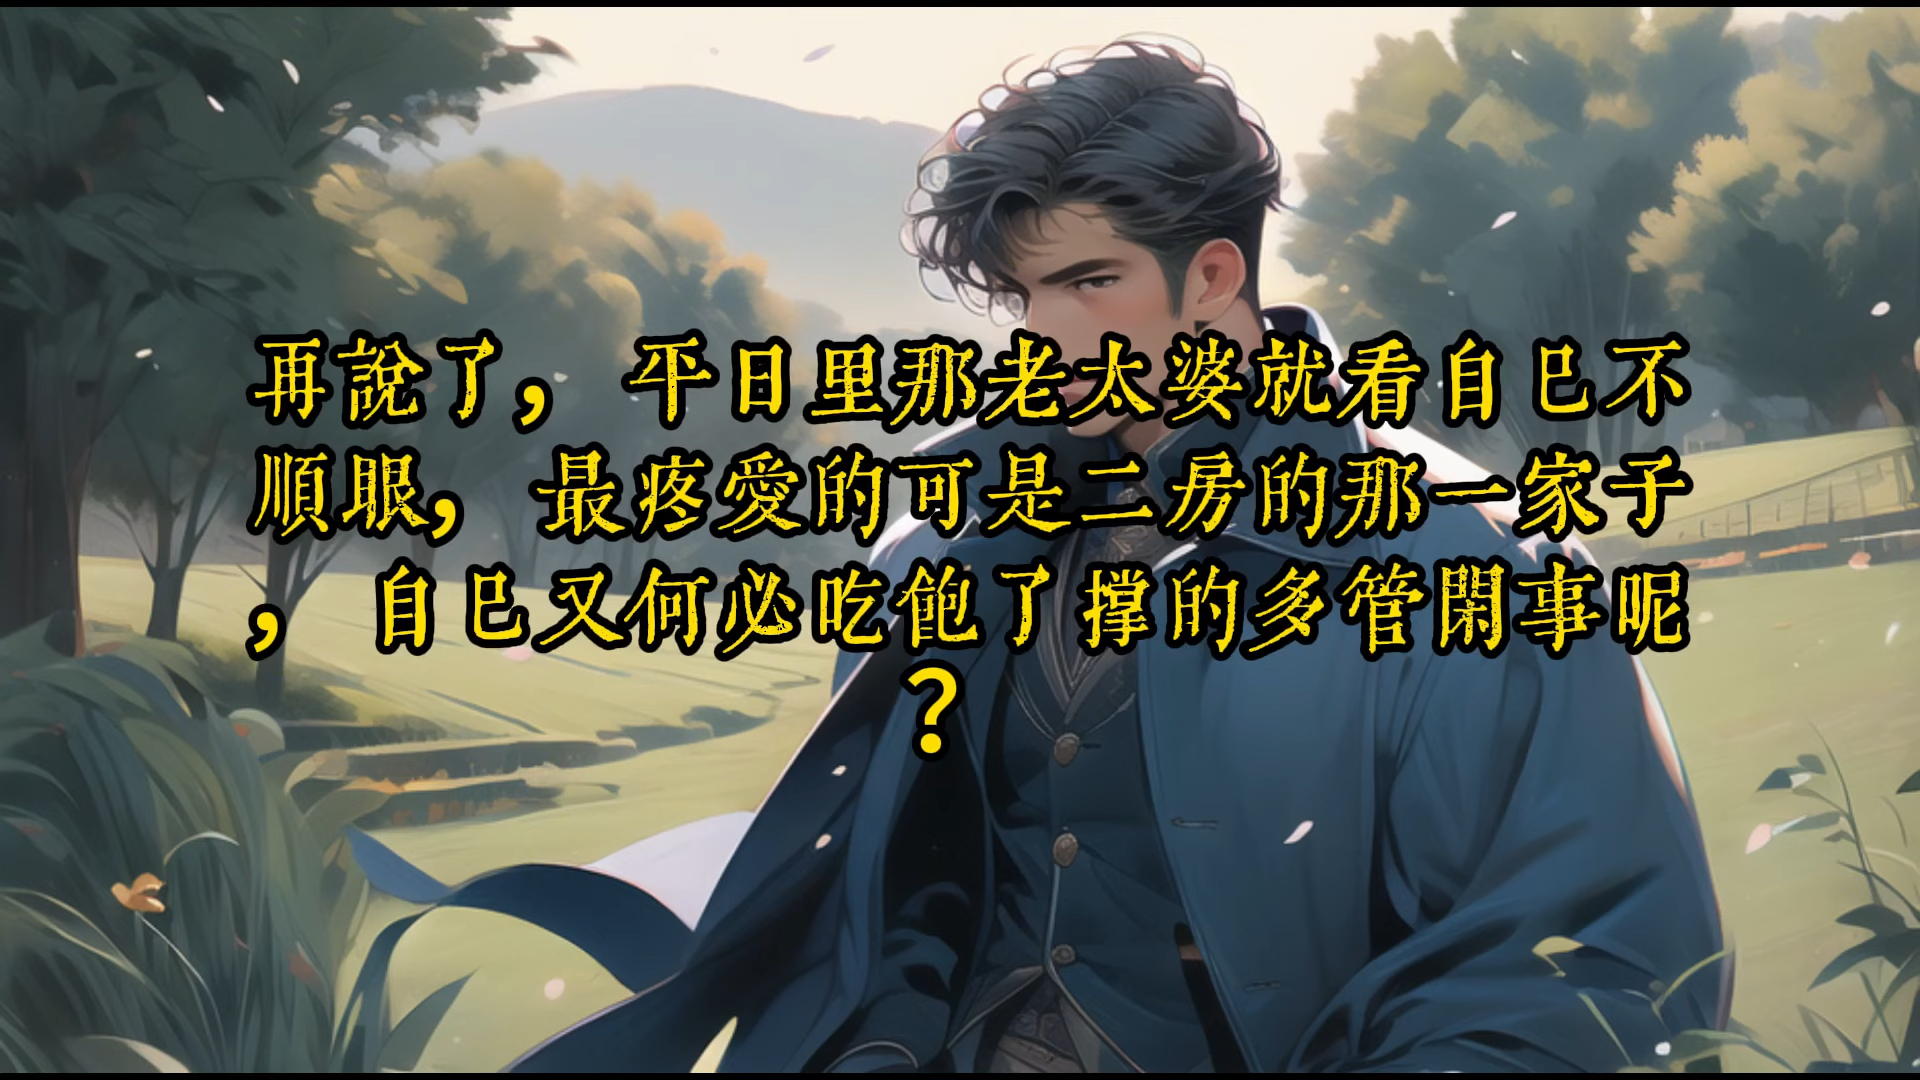 再說了，平日里那老太婆就看自已不
順眼，最疼愛的可是二房的那一家子
，自已又何必吃飽了撐的多管閑事呢
？